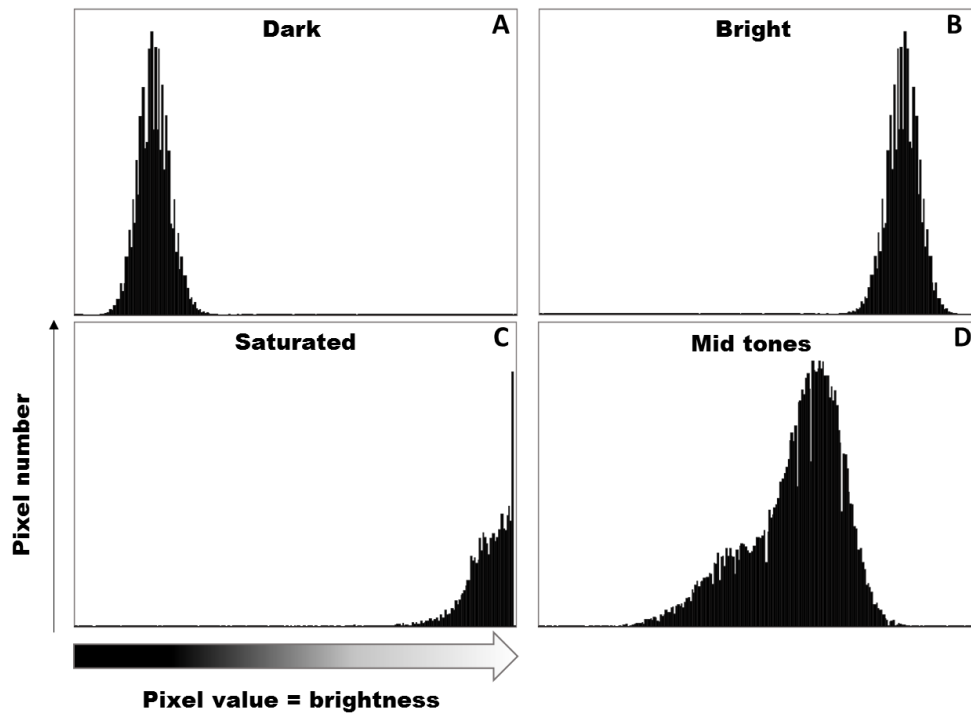 Dark
A
Bright
B
Saturated
C
Mid tones
D
Pixel number
Pixel value = brightness